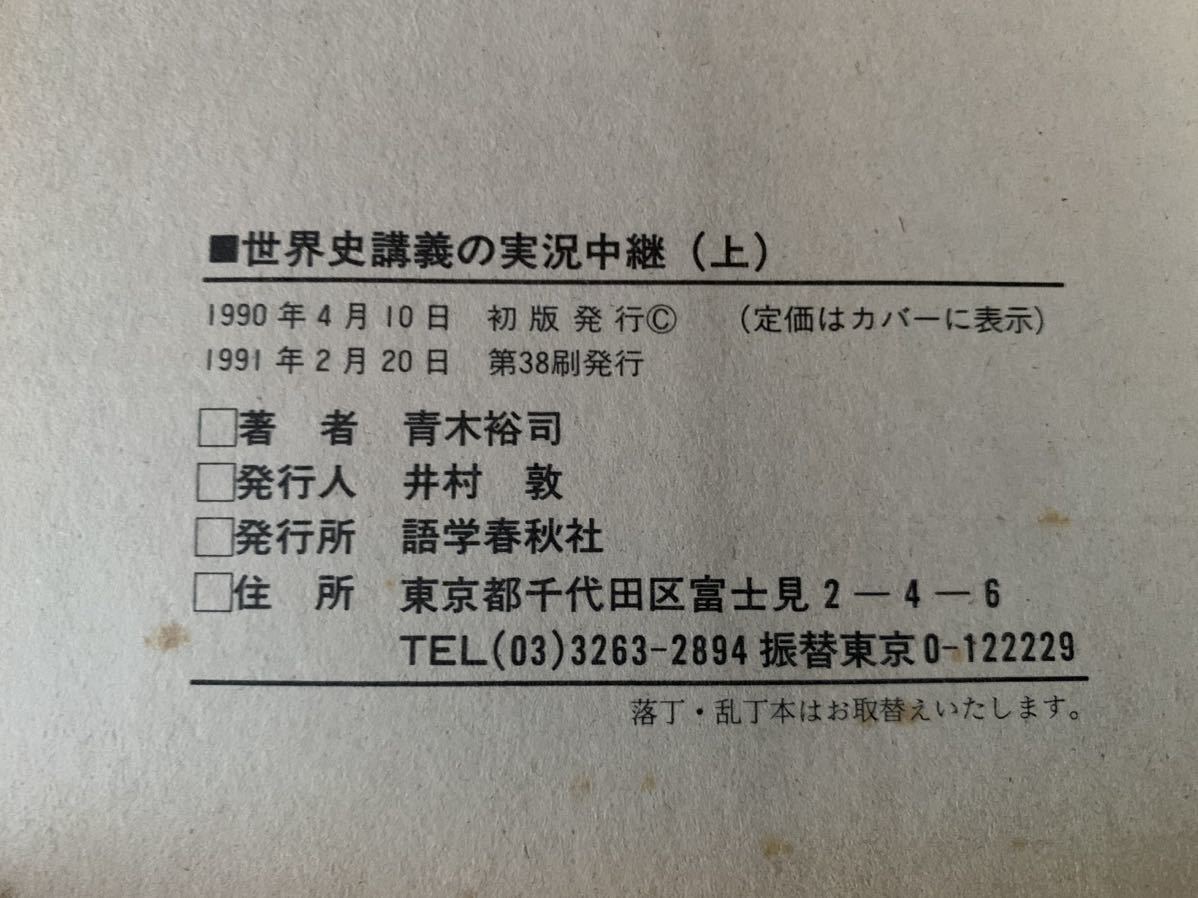 ■世界史講義の実況中継（上）
1990年4月10日　初版発行©　（定価はカバーに表示）
1991年2月20日　第38刷発行
□著　者　青木裕司
□発行人　井村　敦
□発行所　語学春秋社
□住　所　東京都千代田区富士見2－4－6
TEL(03)3263-2894 振替東京0-122229
落丁・乱丁本はお取替えいたします。